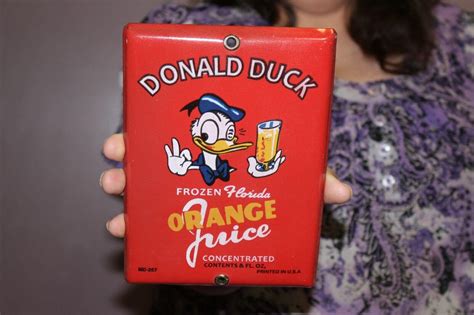 DONALD DUCK
FROZEN Florida
ORANGE
Juice
CONCENTRATED
CONTENTS 6 FL. OZ.
PRINTED IN U.S.A